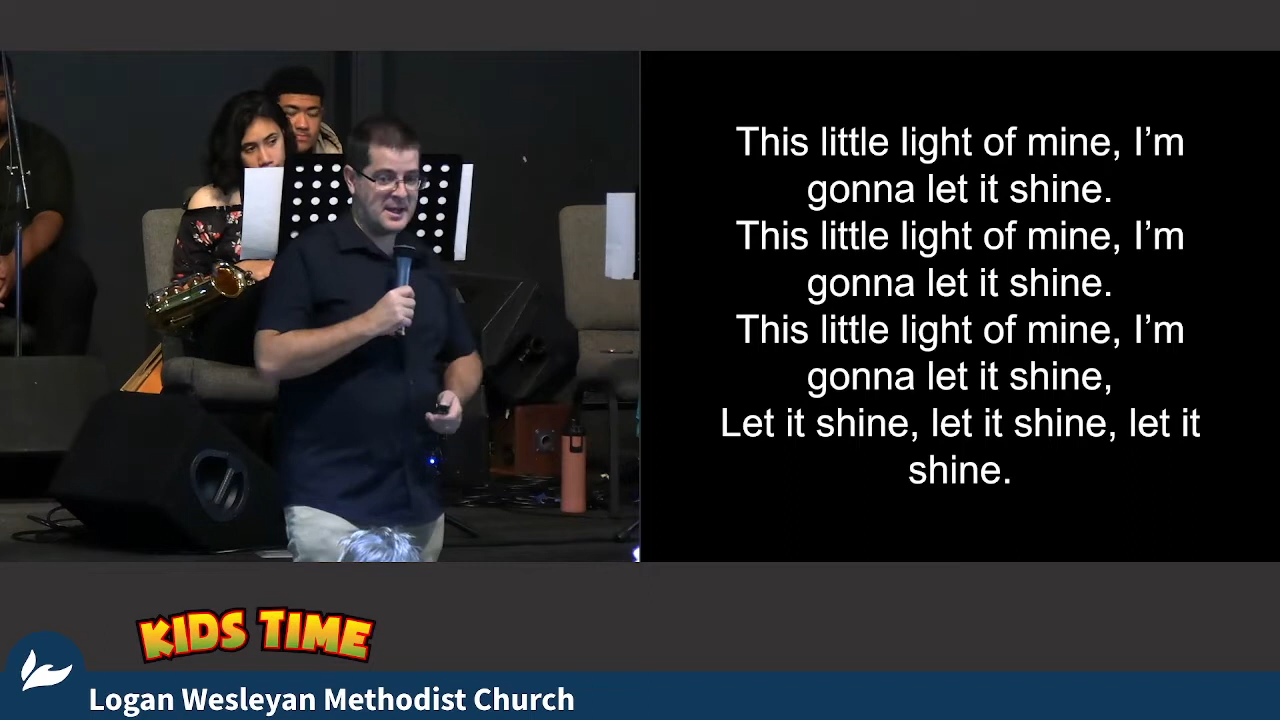 This little light of mine, I’m
gonna let it shine.
This little light of mine, I’m
gonna let it shine.
This little light of mine, I’m
gonna let it shine,
Let it shine, let it shine, let it
shine.
KIDS TIME
Logan Wesleyan Methodist Church